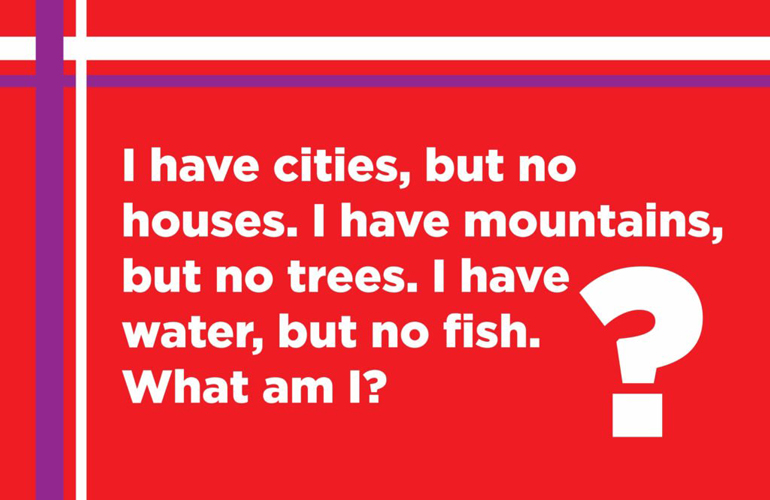 I have cities, but no
houses. I have mountains,
but no trees. I have
water, but no fish.
What am I?
?